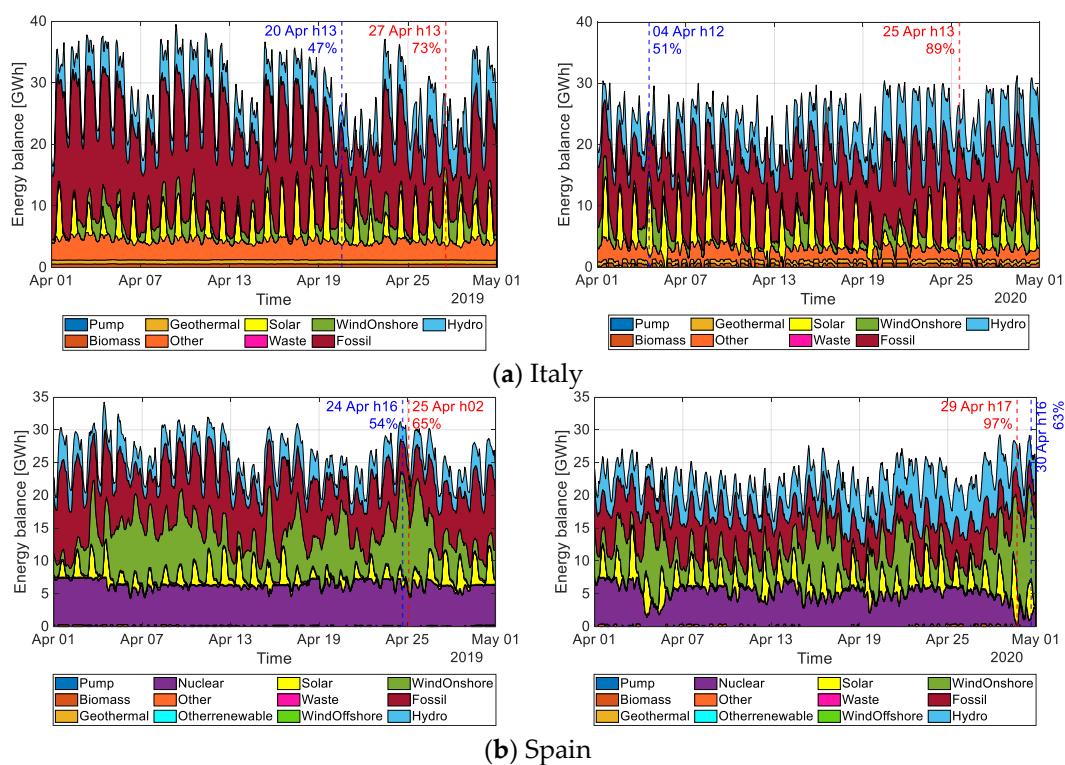 40
30
20
10
0
Energy balance [GWh]
20 Apr h13
47%
27 Apr h13
73%
Apr 01
Apr 07
Apr 13
Apr 19
Apr 25
May 01
Time
2019
Pump
Geothermal
Solar
WindOnshore
Hydro
Biomass
Other
Waste
Fossil
40
30
20
10
0
Energy balance [GWh]
04 Apr h12
51%
25 Apr h13
89%
Apr 01
Apr 07
Apr 13
Apr 19
Apr 25
May 01
Time
2020
Pump
Geothermal
Solar
WindOnshore
Hydro
Biomass
Other
Waste
Fossil
(a) Italy
35
30
25
20
15
10
5
0
Energy balance [GWh]
24 Apr h16
54%
25 Apr h02
65%
Apr 01
Apr 07
Apr 13
Apr 19
Apr 25
May 01
Time
2019
Pump
Nuclear
Solar
WindOnshore
Biomass
Other
Waste
Fossil
Geothermal
Otherrenewable
WindOffshore
Hydro
35
30
25
20
15
10
5
0
Energy balance [GWh]
29 Apr h17
97%
30 Apr h16
63%
Apr 01
Apr 07
Apr 13
Apr 19
Apr 25
May 01
Time
2020
Pump
Nuclear
Solar
WindOnshore
Biomass
Other
Waste
Fossil
Geothermal
Otherrenewable
WindOffshore
Hydro
(b) Spain